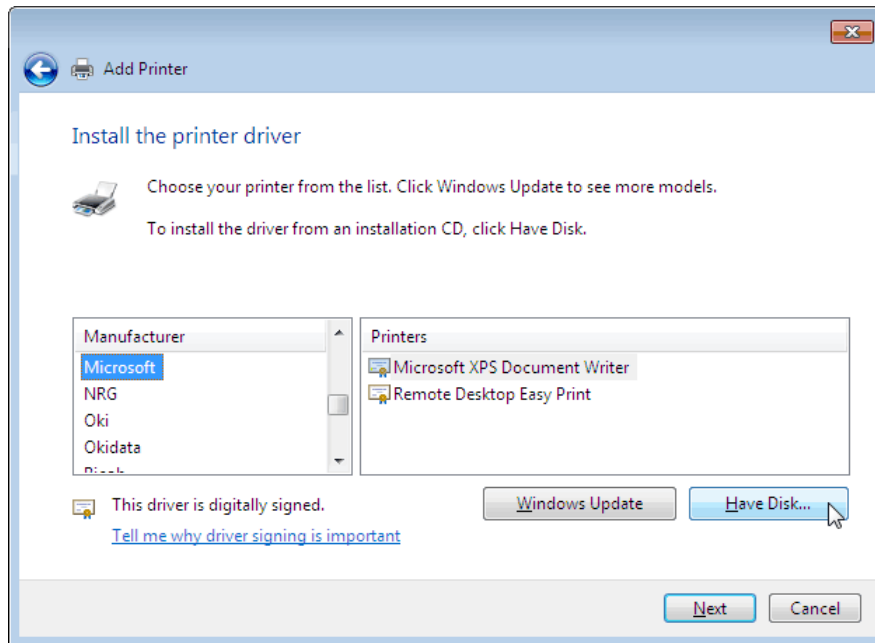 Add Printer
Install the printer driver
Choose your printer from the list. Click Windows Update to see more models.
To install the driver from an installation CD, click Have Disk.
Manufacturer
Microsoft
NRG
Oki
Okidata
Printers
Microsoft XPS Document Writer
Remote Desktop Easy Print
This driver is digitally signed.
Tell me why driver signing is important
Windows Update
Have Disk...
Next
Cancel